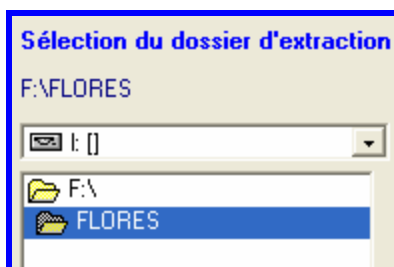 Sélection du dossier d'extraction
F:\FLORES
I: []
F:\
FLORES